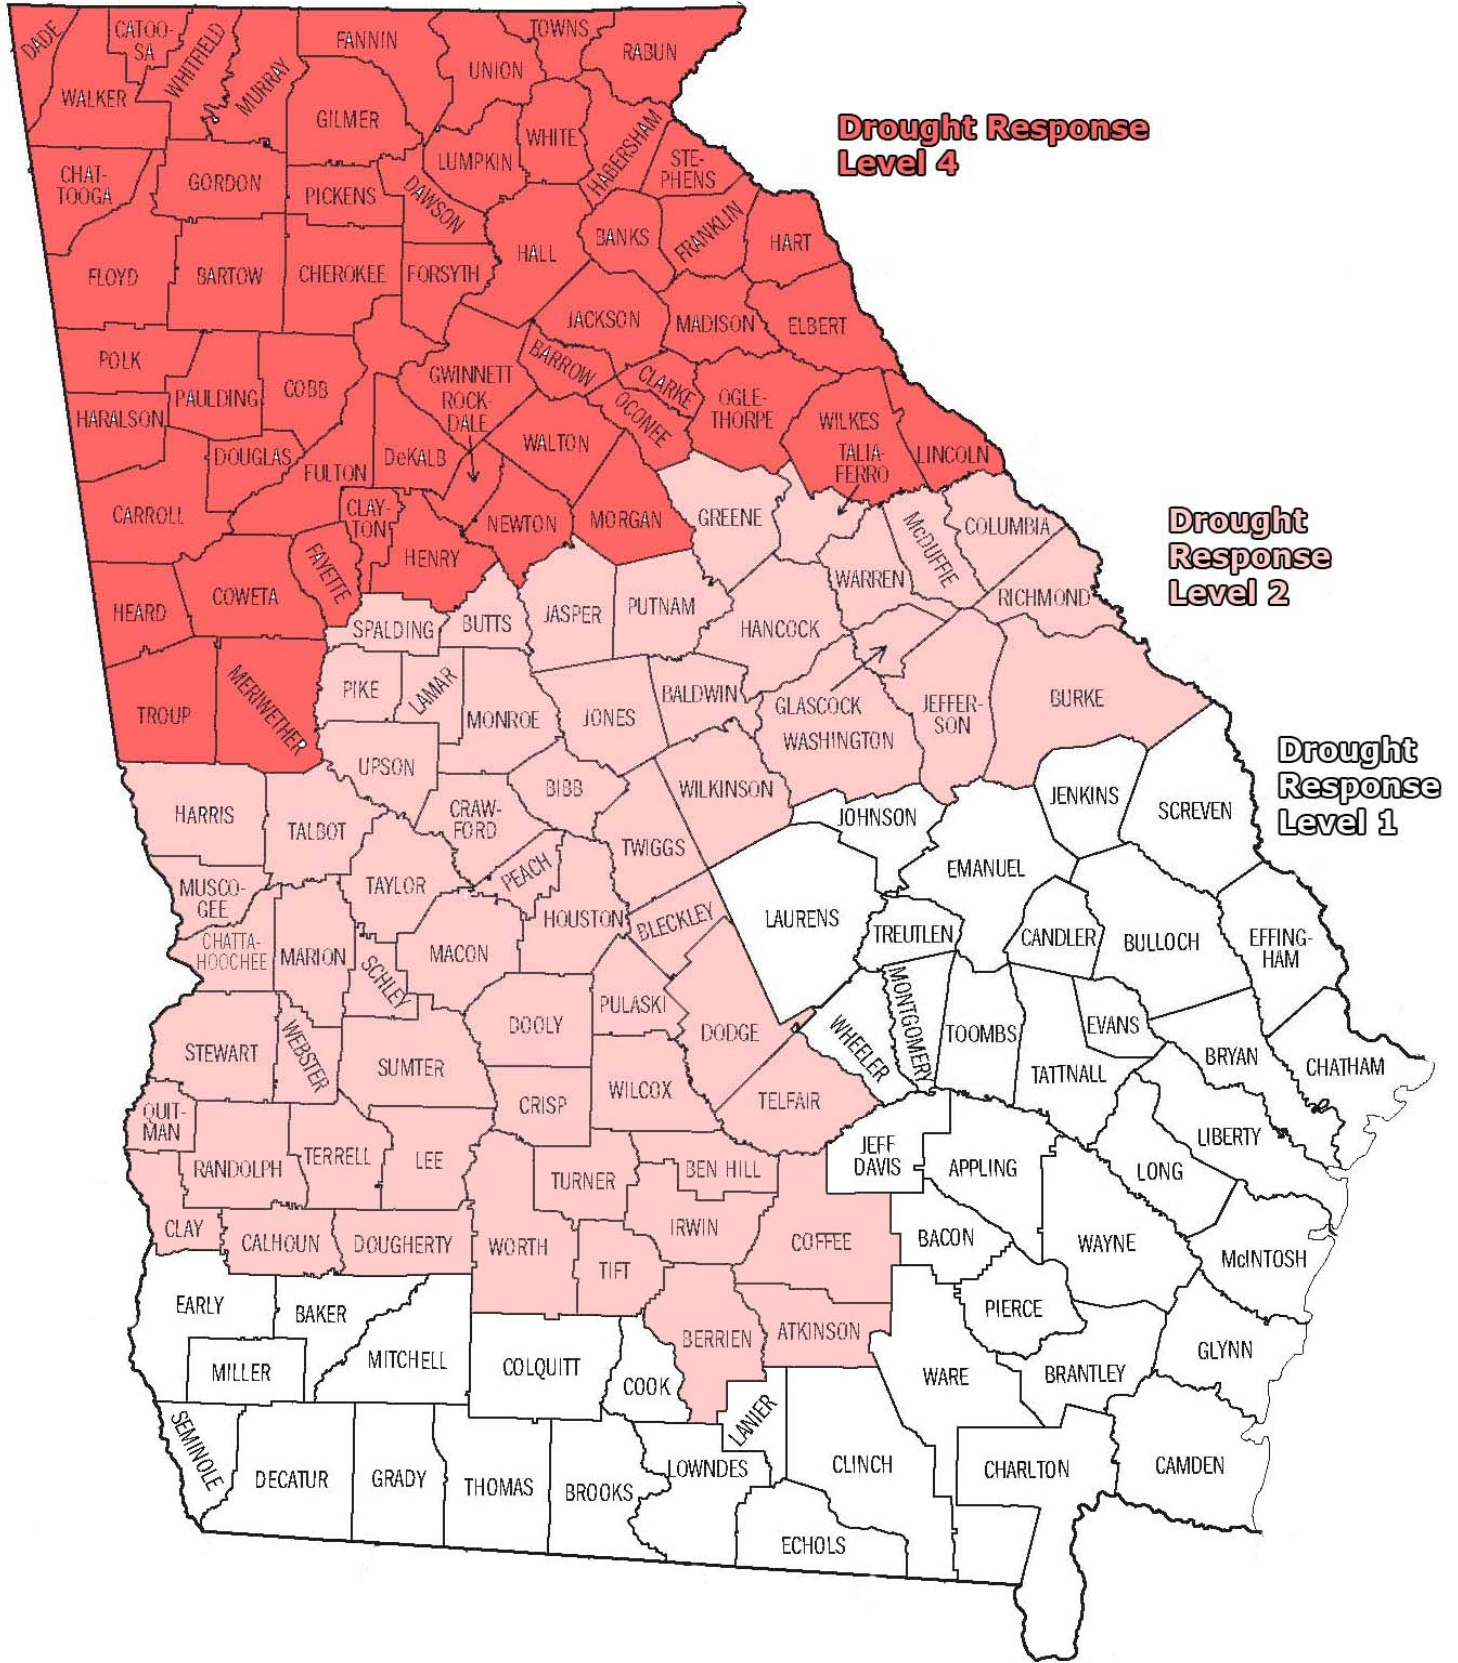 DADE
CATOO-
SA
WHITFIELD
MURRAY
FANNIN
UNION
TOWNS
RABUN
WALKER
GILMER
LUMPKIN
WHITE
HABERSHAM
STE-
PHENS
Drought Response
Level 4
CHAT-
TOOGA
GORDON
PICKENS
DAWSON
HALL
BANKS
FRANKLIN
HART
FLOYD
BARTOW
CHEROKEE
FORSYTH
JACKSON
MADISON
ELBERT
POLK
PAULDING
COBB
GWINNETT
BARROW
CLARKE
OCONEE
OGLE-
THORPE
WILKES
LINCOLN
HARALSON
DOUGLAS
FULTON
DeKALB
ROCK-
DALE
WALTON
TALIA-
FERRO
CARROLL
CLAY-
TON
HENRY
NEWTON
MORGAN
GREENE
McDUFFIE
COLUMBIA
Drought
Response
Level 2
HEARD
COWETA
FAYETTE
SPALDING
BUTTS
JASPER
PUTNAM
HANCOCK
WARREN
RICHMOND
TROUP
MERIWETHER
PIKE
LAMAR
MONROE
JONES
BALDWIN
GLASCOCK
WASHINGTON
JEFFER-
SON
BURKE
UPSON
BIBB
WILKINSON
JENKINS
SCREVEN
Drought
Response
Level 1
HARRIS
TALBOT
CRAW-
FORD
TWIGGS
JOHNSON
EMANUEL
MUSCO-
GEE
TAYLOR
PEACH
HOUSTON
BLECKLEY
LAURENS
TREUTLEN
CANDLER
BULLOCH
EFFING-
HAM
CHATTA-
HOOCHEE
MARION
SCHLEY
MACON
DOOLY
PULASKI
DODGE
WHEELER
MONTGOMERY
TOOMBS
TATTNALL
EVANS
BRYAN
CHATHAM
STEWART
WEBSTER
SUMTER
CRISP
WILCOX
TELFAIR
QUIT-
MAN
RANDOLPH
TERRELL
LEE
TURNER
BEN HILL
JEFF
DAVIS
APPLING
LONG
LIBERTY
CLAY
CALHOUN
DOUGHERTY
WORTH
TIFT
IRWIN
COFFEE
BACON
WAYNE
McINTOSH
EARLY
BAKER
MITCHELL
COLQUITT
COOK
BERRIEN
ATKINSON
WARE
PIERCE
BRANTLEY
GLYNN
MILLER
SEMINOLE
DECATUR
GRADY
THOMAS
BROOKS
LOWNDES
LANIER
CLINCH
ECHOLS
CHARLTON
CAMDEN